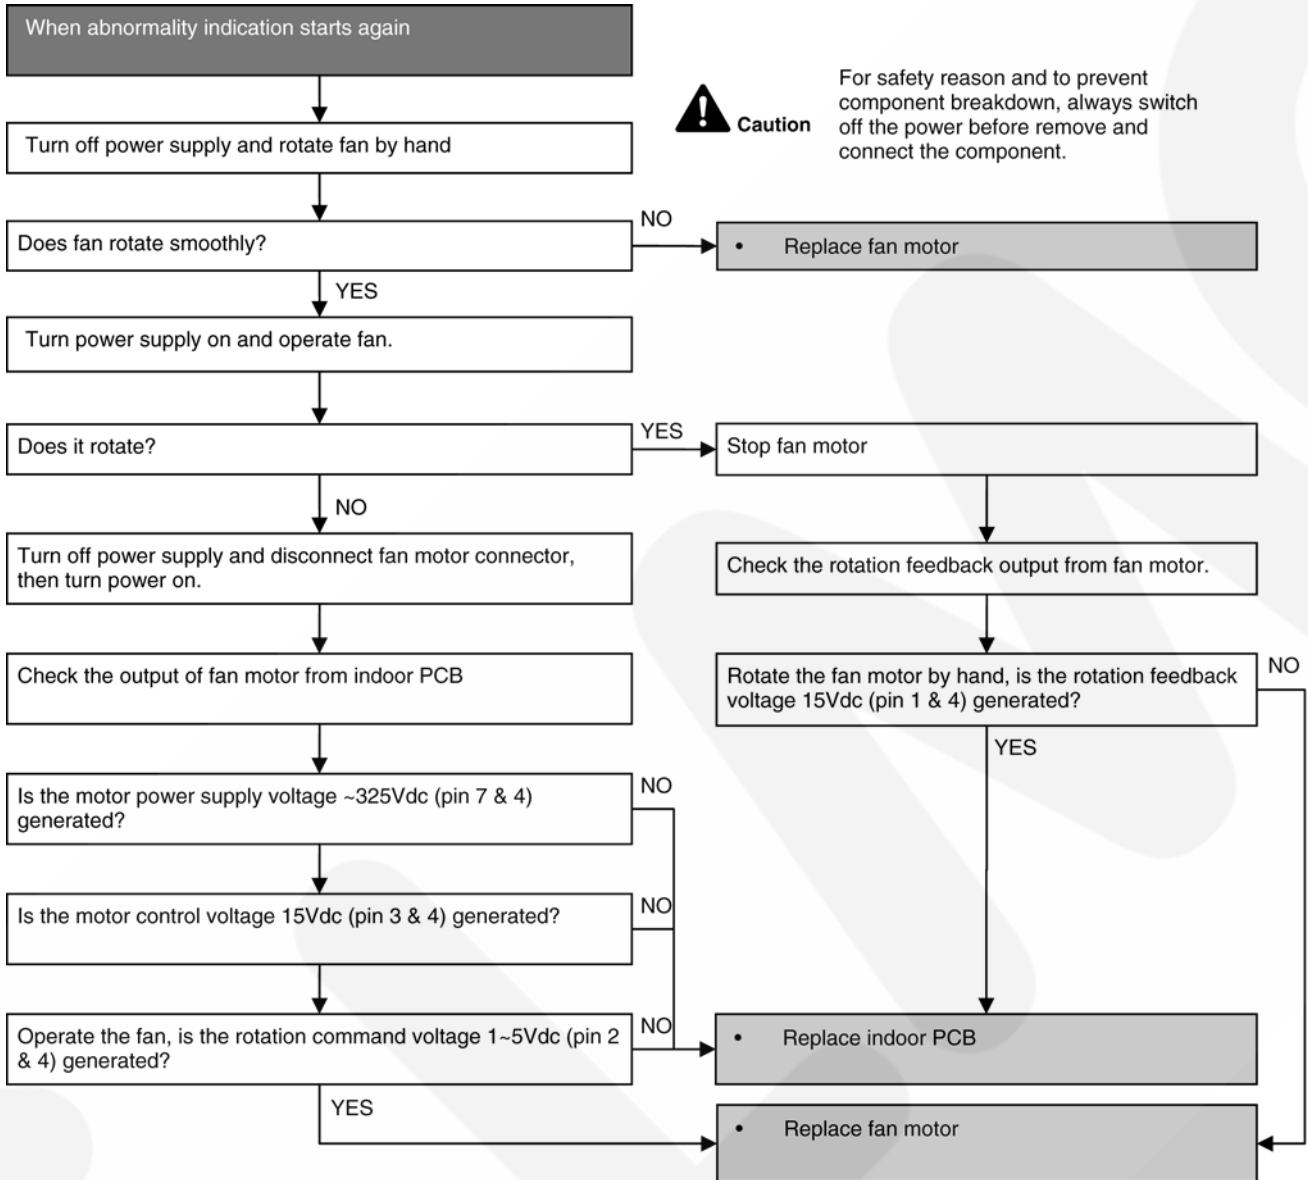 When abnormality indication starts again
For safety reason and to prevent
component breakdown, always switch
off the power before remove and
connect the component.
Caution
Turn off power supply and rotate fan by hand
Does fan rotate smoothly?
NO
• Replace fan motor
YES
Turn power supply on and operate fan.
Does it rotate?
YES
Stop fan motor
NO
Turn off power supply and disconnect fan motor connector,
then turn power on.
Check the rotation feedback output from fan motor.
Check the output of fan motor from indoor PCB
Rotate the fan motor by hand, is the rotation feedback
voltage 15Vdc (pin 1 & 4) generated?
NO
YES
Is the motor power supply voltage ~325Vdc (pin 7 & 4)
generated?
NO
Is the motor control voltage 15Vdc (pin 3 & 4) generated?
NO
Operate the fan, is the rotation command voltage 1~5Vdc (pin 2
& 4) generated?
NO
• Replace indoor PCB
YES
• Replace fan motor